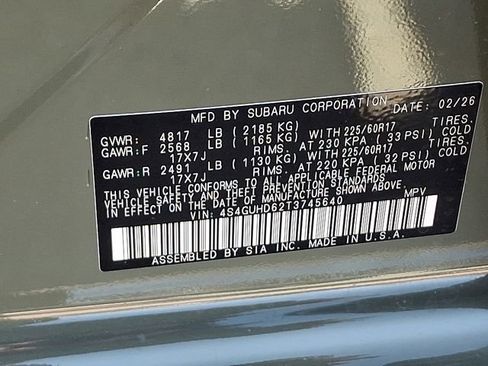 MFD BY SUBARU CORPORATION DATE: 02/26
GVWR: 4817 LB (2185 KG)
GAWR:F 2568 LB (1165 KG) WITH 225/60R17 TIRES.
17X7J RIMS. AT 230 KPA (33 PSI) COLD
GAWR:R 2491 LB (1130 KG) WITH 225/60R17 TIRES.
17X7J RIMS. AT 220 KPA (32 PSI) COLD
THIS VEHICLE CONFORMS TO ALL APPLICABLE FEDERAL MOTOR
VEHICLE SAFETY, AND THEFT PREVENTION STANDARDS
IN EFFECT ON THE DATE OF MANUFACTURE SHOWN ABOVE.
VIN: 4S4GUHD62T3745640 MPV
ASSEMBLED BY SIA INC. MADE IN U.S.A.